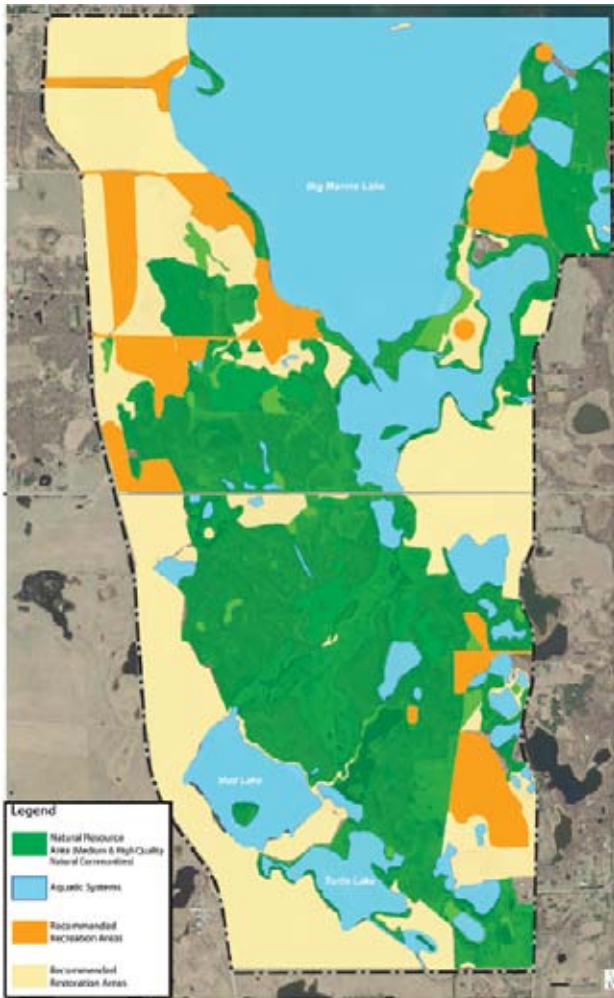 Big Marine Lake
Mud Lake
Turtle Lake
Legend
Natural Resource
Area (Medium & High Quality
Natural Communities)
Aquatic Systems
Recommended
Recreation Areas
Recommended
Restoration Areas
N